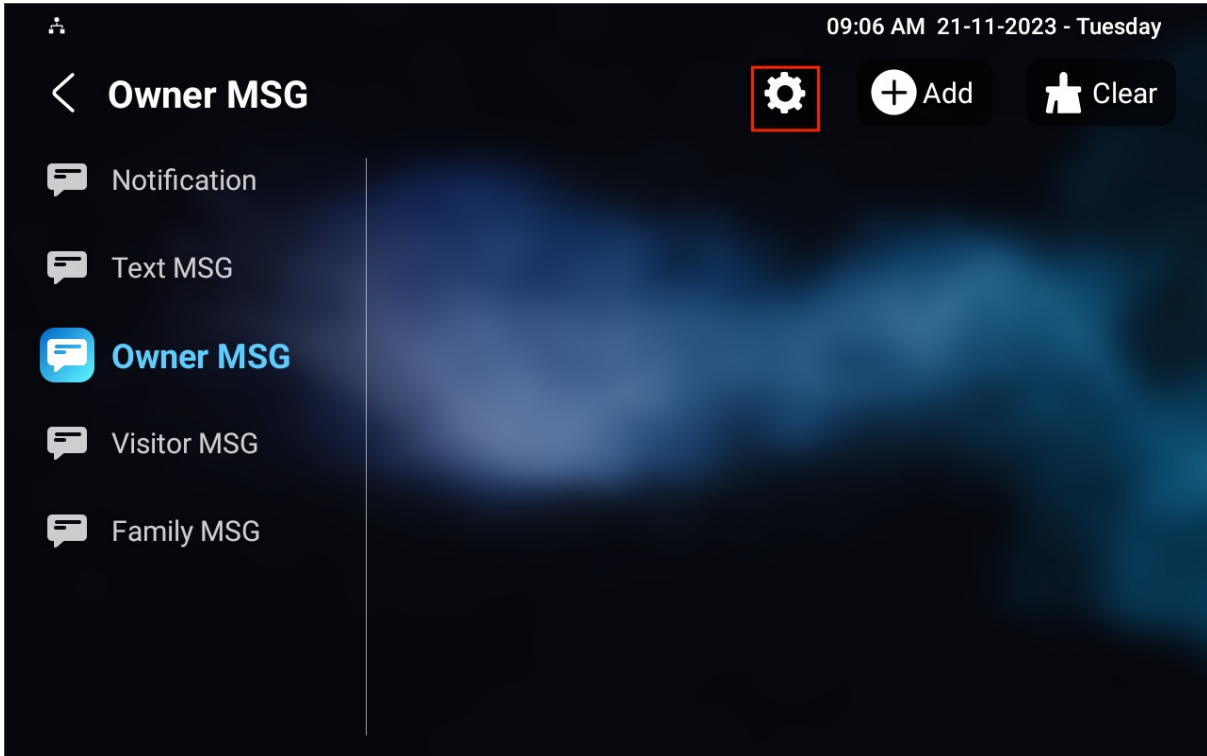 09:06 AM 21-11-2023 - Tuesday
Owner MSG
Add
Clear
Notification
Text MSG
Owner MSG
Visitor MSG
Family MSG